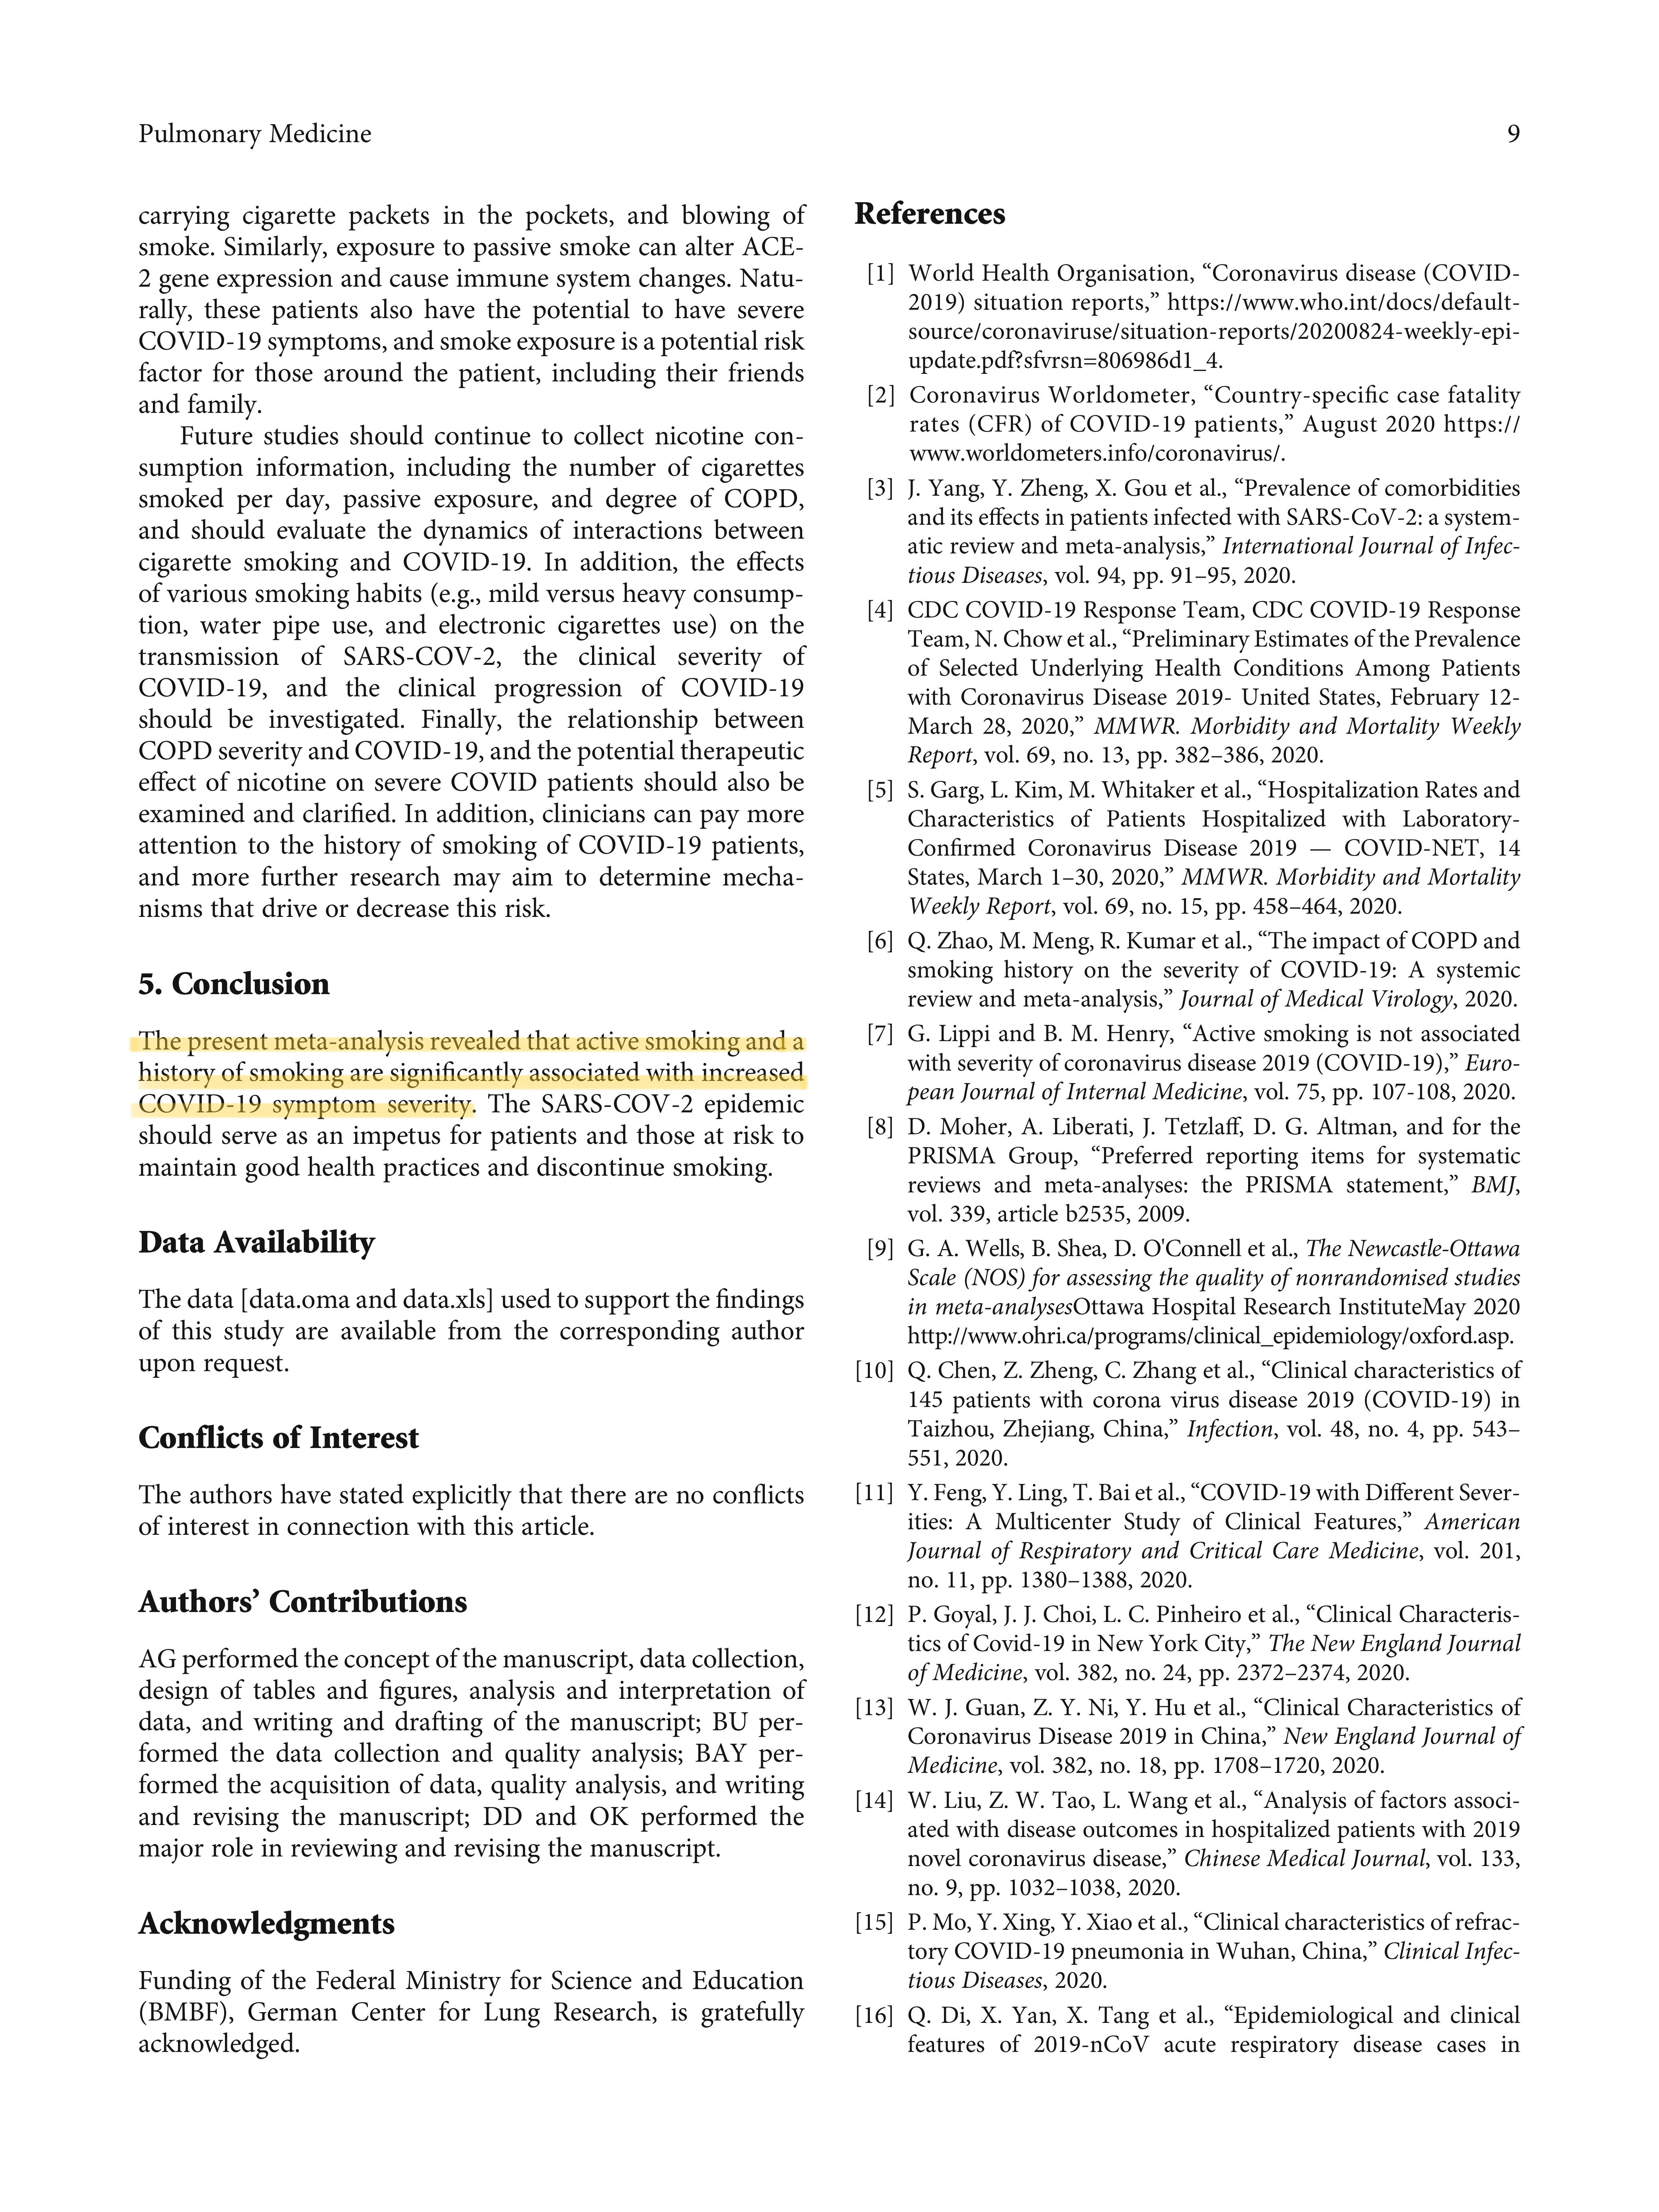 Pulmonary Medicine
9
carrying cigarette packets in the pockets, and blowing of
smoke. Similarly, exposure to passive smoke can alter ACE-
2 gene expression and cause immune system changes. Natu-
rally, these patients also have the potential to have severe
COVID-19 symptoms, and smoke exposure is a potential risk
factor for those around the patient, including their friends
and family.
Future studies should continue to collect nicotine con-
sumption information, including the number of cigarettes
smoked per day, passive exposure, and degree of COPD,
and should evaluate the dynamics of interactions between
cigarette smoking and COVID-19. In addition, the effects
of various smoking habits (e.g., mild versus heavy consump-
tion, water pipe use, and electronic cigarettes use) on the
transmission of SARS-COV-2, the clinical severity of
COVID-19, and the clinical progression of COVID-19
should be investigated. Finally, the relationship between
COPD severity and COVID-19, and the potential therapeutic
effect of nicotine on severe COVID patients should also be
examined and clarified. In addition, clinicians can pay more
attention to the history of smoking of COVID-19 patients,
and more further research may aim to determine mecha-
nisms that drive or decrease this risk.
5. Conclusion
The present meta-analysis revealed that active smoking and a
history of smoking are significantly associated with increased
COVID-19 symptom severity. The SARS-COV-2 epidemic
should serve as an impetus for patients and those at risk to
maintain good health practices and discontinue smoking.
Data Availability
The data [data.oma and data.xls] used to support the findings
of this study are available from the corresponding author
upon request.
Conflicts of Interest
The authors have stated explicitly that there are no conflicts
of interest in connection with this article.
Authors’ Contributions
AG performed the concept of the manuscript, data collection,
design of tables and figures, analysis and interpretation of
data, and writing and drafting of the manuscript; BU per-
formed the data collection and quality analysis; BAY per-
formed the acquisition of data, quality analysis, and writing
and revising the manuscript; DD and OK performed the
major role in reviewing and revising the manuscript.
Acknowledgments
Funding of the Federal Ministry for Science and Education
(BMBF), German Center for Lung Research, is gratefully
acknowledged.
References
[1] World Health Organisation, “Coronavirus disease (COVID-
2019) situation reports,” https://www.who.int/docs/default-
source/coronaviruse/situation-reports/20200824-weekly-epi-
update.pdf?sfvrsn=806986d1_4.
[2] Coronavirus Worldometer, “Country-specific case fatality
rates (CFR) of COVID-19 patients,” August 2020 https://
www.worldometers.info/coronavirus/.
[3] J. Yang, Y. Zheng, X. Gou et al., “Prevalence of comorbidities
and its effects in patients infected with SARS-CoV-2: a system-
atic review and meta-analysis,” International Journal of Infec-
tious Diseases, vol. 94, pp. 91–95, 2020.
[4] CDC COVID-19 Response Team, CDC COVID-19 Response
Team, N. Chow et al., “Preliminary Estimates of the Prevalence
of Selected Underlying Health Conditions Among Patients
with Coronavirus Disease 2019- United States, February 12-
March 28, 2020,” MMWR. Morbidity and Mortality Weekly
Report, vol. 69, no. 13, pp. 382–386, 2020.
[5] S. Garg, L. Kim, M. Whitaker et al., “Hospitalization Rates and
Characteristics of Patients Hospitalized with Laboratory-
Confirmed Coronavirus Disease 2019 — COVID-NET, 14
States, March 1–30, 2020,” MMWR. Morbidity and Mortality
Weekly Report, vol. 69, no. 15, pp. 458–464, 2020.
[6] Q. Zhao, M. Meng, R. Kumar et al., “The impact of COPD and
smoking history on the severity of COVID-19: A systemic
review and meta-analysis,” Journal of Medical Virology, 2020.
[7] G. Lippi and B. M. Henry, “Active smoking is not associated
with severity of coronavirus disease 2019 (COVID-19),” Euro-
pean Journal of Internal Medicine, vol. 75, pp. 107-108, 2020.
[8] D. Moher, A. Liberati, J. Tetzlaff, D. G. Altman, and for the
PRISMA Group, “Preferred reporting items for systematic
reviews and meta-analyses: the PRISMA statement,” BMJ,
vol. 339, article b2535, 2009.
[9] G. A. Wells, B. Shea, D. O'Connell et al., The Newcastle-Ottawa
Scale (NOS) for assessing the quality of nonrandomised studies
in meta-analysesOttawa Hospital Research InstituteMay 2020
http://www.ohri.ca/programs/clinical_epidemiology/oxford.asp.
[10] Q. Chen, Z. Zheng, C. Zhang et al., “Clinical characteristics of
145 patients with corona virus disease 2019 (COVID-19) in
Taizhou, Zhejiang, China,” Infection, vol. 48, no. 4, pp. 543–
551, 2020.
[11] Y. Feng, Y. Ling, T. Bai et al., “COVID-19 with Different Sever-
ities: A Multicenter Study of Clinical Features,” American
Journal of Respiratory and Critical Care Medicine, vol. 201,
no. 11, pp. 1380–1388, 2020.
[12] P. Goyal, J. J. Choi, L. C. Pinheiro et al., “Clinical Characteris-
tics of Covid-19 in New York City,” The New England Journal
of Medicine, vol. 382, no. 24, pp. 2372–2374, 2020.
[13] W. J. Guan, Z. Y. Ni, Y. Hu et al., “Clinical Characteristics of
Coronavirus Disease 2019 in China,” New England Journal of
Medicine, vol. 382, no. 18, pp. 1708–1720, 2020.
[14] W. Liu, Z. W. Tao, L. Wang et al., “Analysis of factors associ-
ated with disease outcomes in hospitalized patients with 2019
novel coronavirus disease,” Chinese Medical Journal, vol. 133,
no. 9, pp. 1032–1038, 2020.
[15] P. Mo, Y. Xing, Y. Xiao et al., “Clinical characteristics of refrac-
tory COVID-19 pneumonia in Wuhan, China,” Clinical Infec-
tious Diseases, 2020.
[16] Q. Di, X. Yan, X. Tang et al., “Epidemiological and clinical
features of 2019-nCoV acute respiratory disease cases in